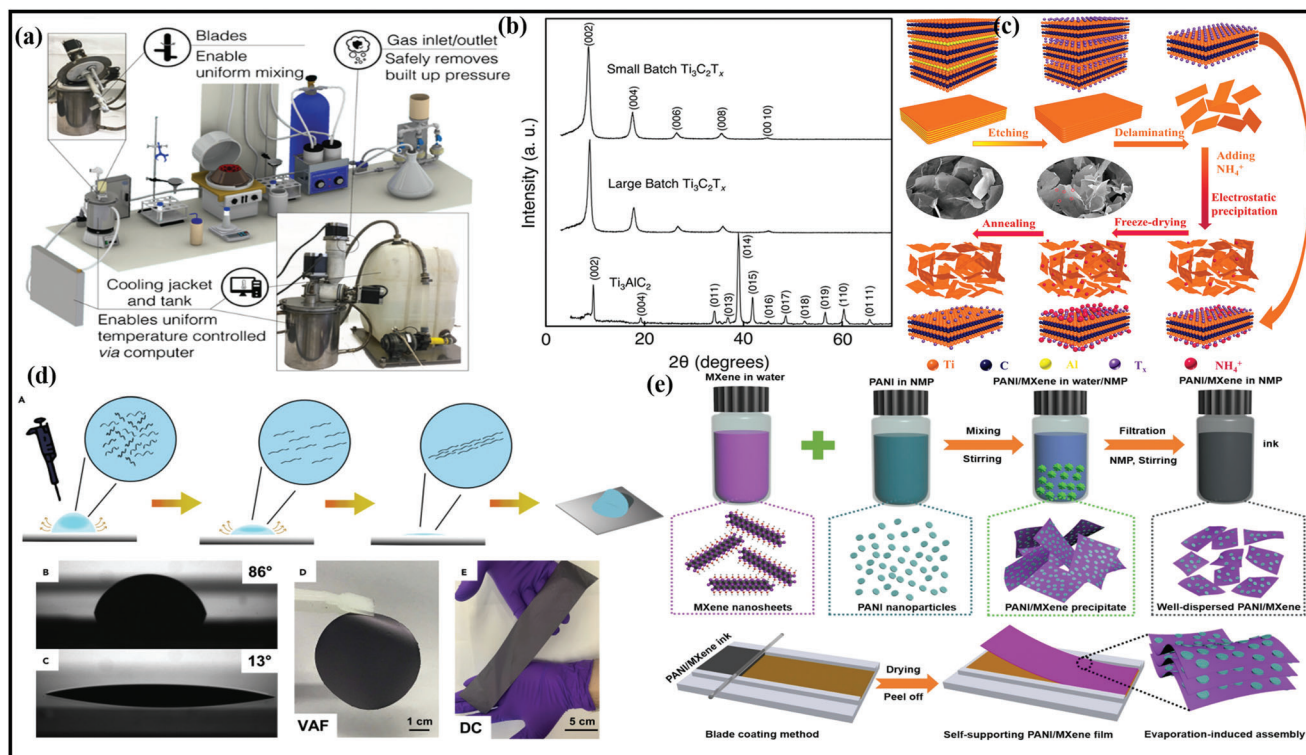 (a)
Blades
Enable
uniform mixing
Gas inlet/outlet
Safely removes
built up pressure
Cooling jacket
and tank
Enables uniform
temperature controlled
via computer
(b)
Intensity (a. u.)
(002)
(004)
(006)
(008)
(00 10)
Small Batch Ti₃C₂Tₓ
Large Batch Ti₃C₂Tₓ
Ti₃AlC₂
(002)
(004)
(011)
(013)
(014)
(015)
(016)
(017)
(018)
(019)
(110)
(01 11)
0
20
40
60
2θ (degrees)
(c)
Etching
Delaminating
Adding
NH₄⁺
Electrostatic
precipitation
Annealing
Freeze-drying
Ti
C
Al
Tₓ
NH₄⁺
(d)
A
B
86°
C
13°
D
VAF
1 cm
E
DC
5 cm
(e)
MXene in water
PANI in NMP
PANI/MXene in water/NMP
PANI/MXene in NMP
Mixing
Stirring
Filtration
NMP, Stirring
ink
MXene nanosheets
PANI nanoparticles
PANI/MXene precipitate
Well-dispersed PANI/MXene
PANI/MXene ink
Drying
Peel off
Blade coating method
Self-supporting PANI/MXene film
Evaporation-induced assembly